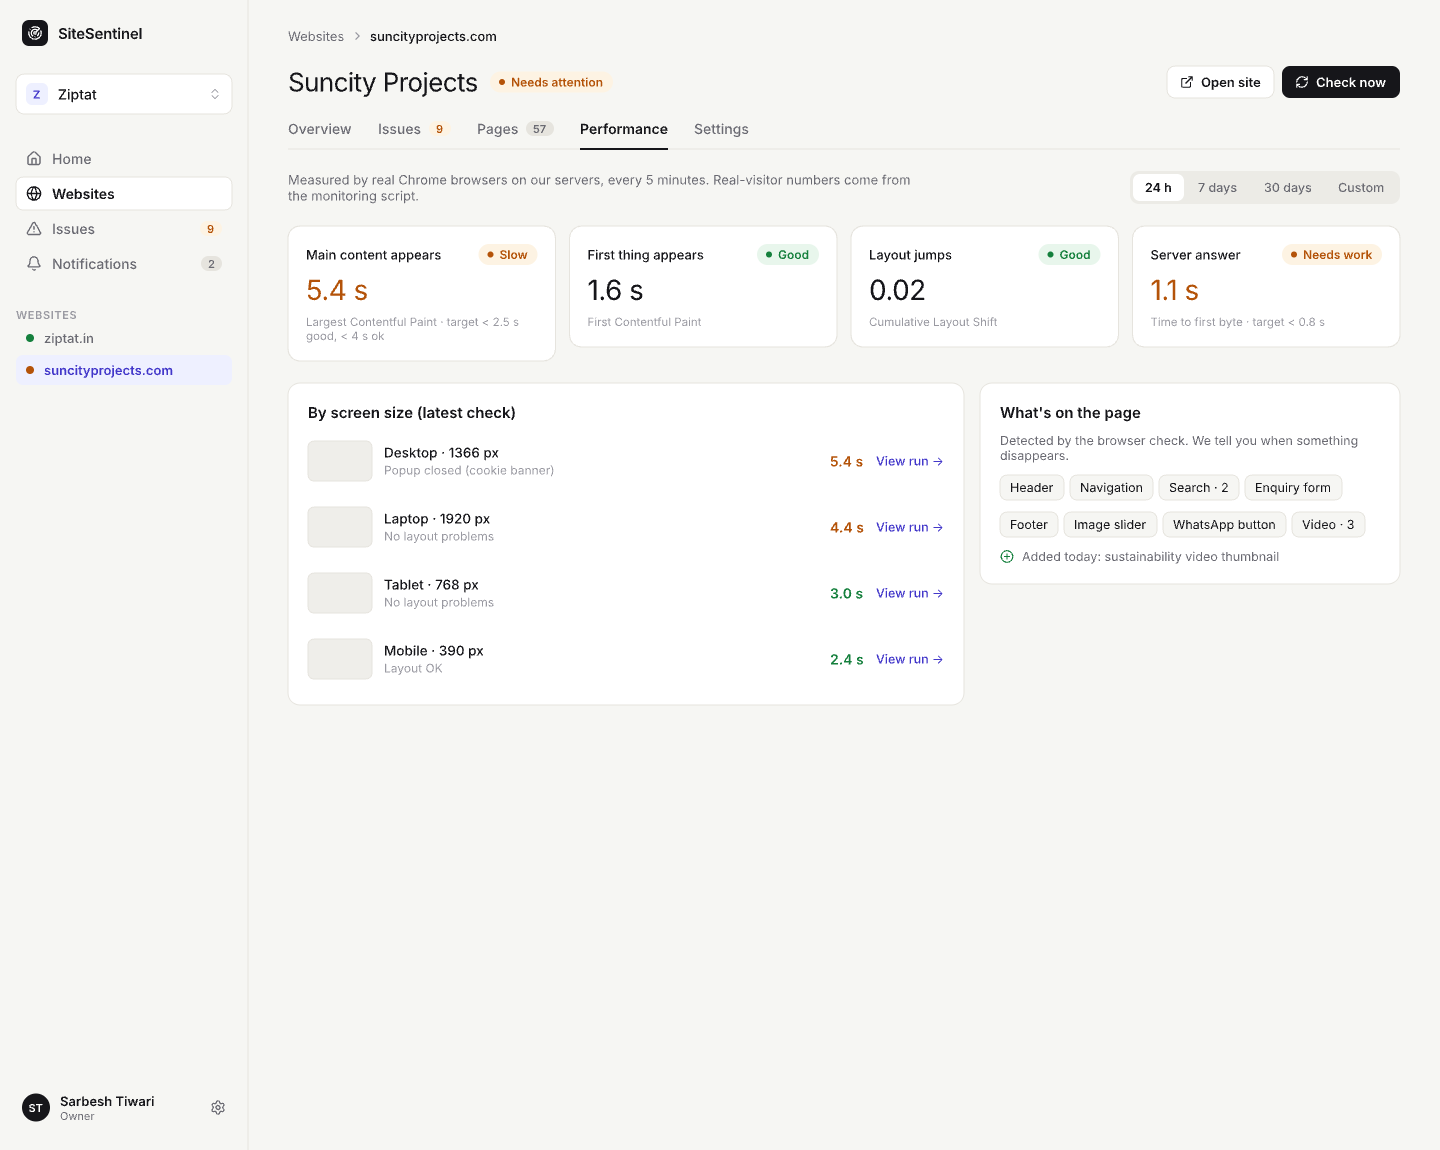 SiteSentinel
Z Ziptat
Home
Websites
Issues 9
Notifications 2
WEBSITES
ziptat.in
suncityprojects.com
ST Sarbesh Tiwari
Owner
Websites > suncityprojects.com
Suncity Projects Needs attention
Open site Check now
Overview Issues 9 Pages 57 Performance Settings
Measured by real Chrome browsers on our servers, every 5 minutes. Real-visitor numbers come from
the monitoring script.
24 h 7 days 30 days Custom
Main content appears Slow
5.4 s
Largest Contentful Paint · target < 2.5 s
good, < 4 s ok
First thing appears Good
1.6 s
First Contentful Paint
Layout jumps Good
0.02
Cumulative Layout Shift
Server answer Needs work
1.1 s
Time to first byte · target < 0.8 s
By screen size (latest check)
Desktop · 1366 px
Popup closed (cookie banner)
5.4 s View run →
Laptop · 1920 px
No layout problems
4.4 s View run →
Tablet · 768 px
No layout problems
3.0 s View run →
Mobile · 390 px
Layout OK
2.4 s View run →
What's on the page
Detected by the browser check. We tell you when something
disappears.
Header Navigation Search · 2 Enquiry form
Footer Image slider WhatsApp button Video · 3
Added today: sustainability video thumbnail